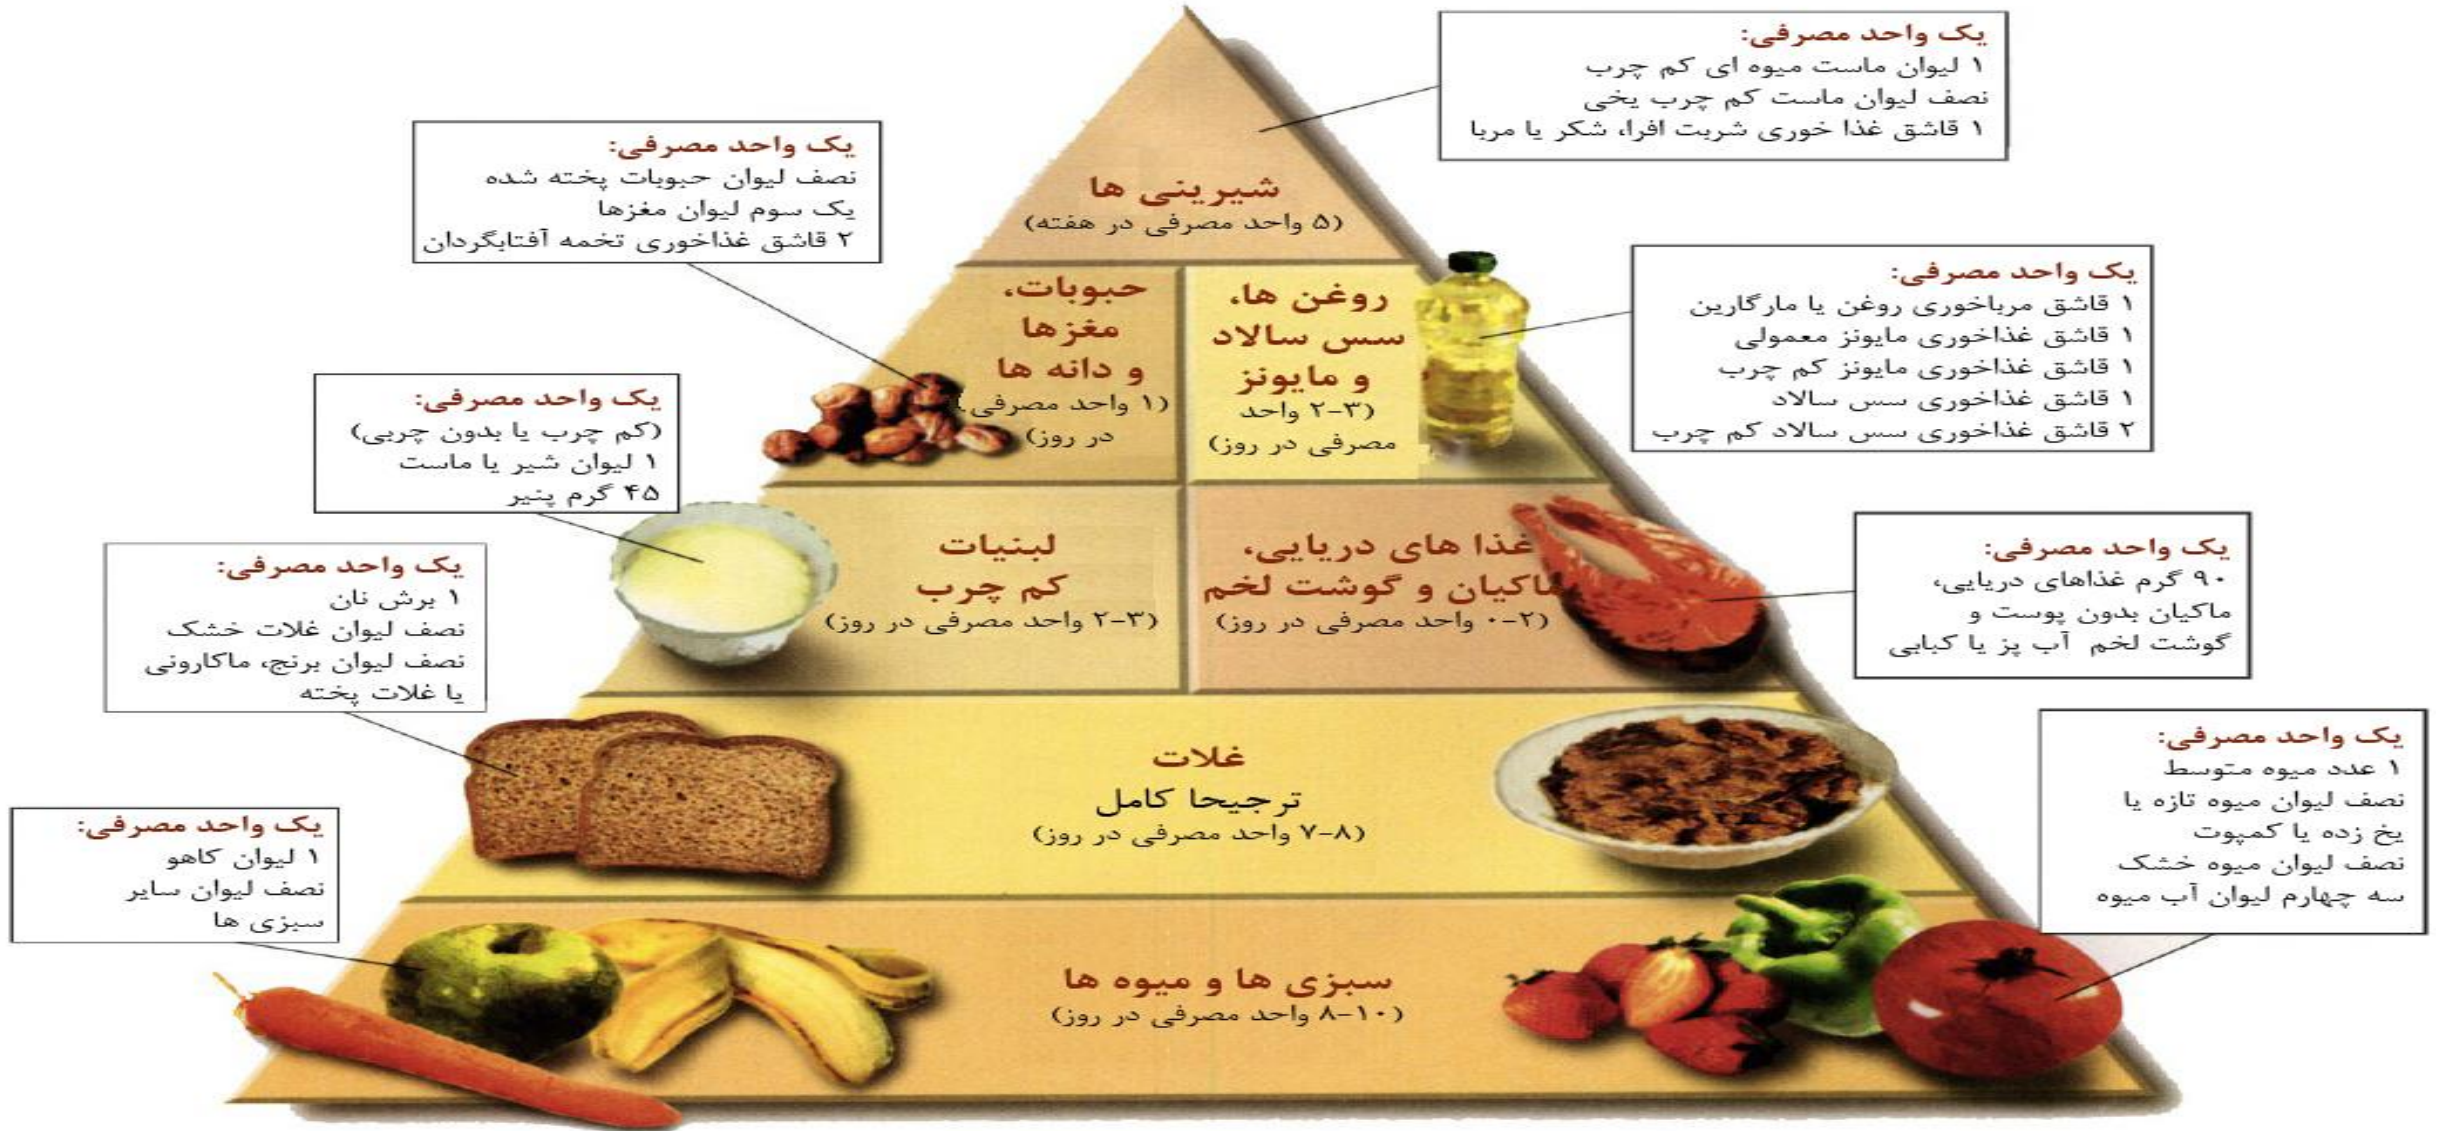 یک واحد مصرفی:
۱ لیوان ماست میوه ای کم چرب
نصف لیوان ماست کم چرب یخی
۱ قاشق غذا خوری شربت افرا، شکر یا مربا
شیرینی ها
(۵ واحد مصرفی در هفته)
یک واحد مصرفی:
۱ قاشق مرباخوری روغن یا مارگارین
۱ قاشق غذاخوری مایونز معمولی
۱ قاشق غذاخوری مایونز کم چرب
۱ قاشق غذاخوری سس سالاد
۲ قاشق غذاخوری سس سالاد کم چرب
روغن ها،
سس سالاد
و مایونز
(۲-۳ واحد
مصرفی در روز)
یک واحد مصرفی:
نصف لیوان حبوبات پخته شده
یک سوم لیوان مغزها
۲ قاشق غذاخوری تخمه آفتابگردان
حبوبات،
مغزها
و دانه ها
(۱ واحد مصرفی
در روز)
یک واحد مصرفی:
۹۰ گرم غذاهای دریایی،
ماکیان بدون پوست و
گوشت لخم آب پز یا کبابی
غذا های دریایی،
ماکیان و گوشت لخم
(۰-۲ واحد مصرفی در روز)
یک واحد مصرفی:
(کم چرب یا بدون چربی)
۱ لیوان شیر یا ماست
۴۵ گرم پنیر
لبنیات
کم چرب
(۲-۳ واحد مصرفی در روز)
یک واحد مصرفی:
۱ برش نان
نصف لیوان غلات خشک
نصف لیوان برنج، ماکارونی
یا غلات پخته
غلات
ترجیحا کامل
(۷-۸ واحد مصرفی در روز)
یک واحد مصرفی:
۱ عدد میوه متوسط
نصف لیوان میوه تازه یا
یخ زده یا کمپوت
نصف لیوان میوه خشک
سه چهارم لیوان آب میوه
یک واحد مصرفی:
۱ لیوان کاهو
نصف لیوان سایر
سبزی ها
سبزی ها و میوه ها
(۸-۱۰ واحد مصرفی در روز)